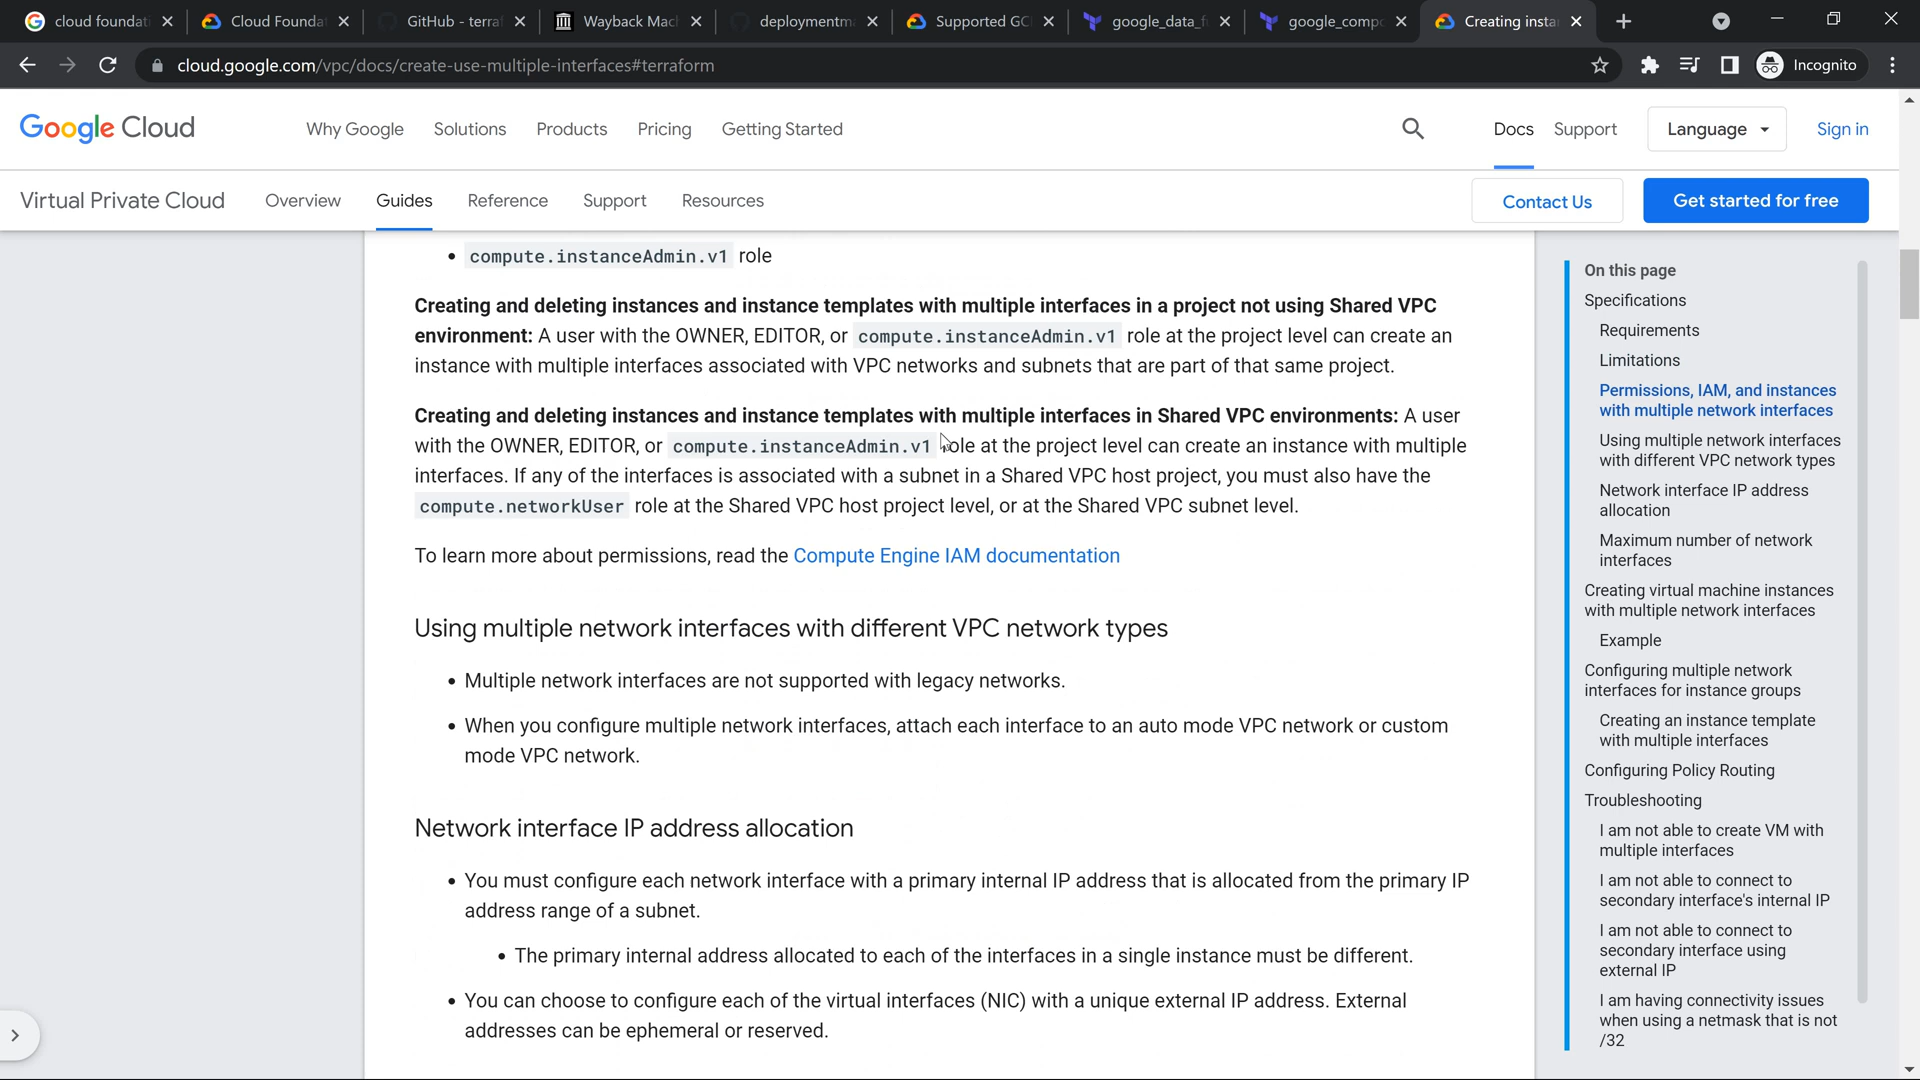 cloud foundati
Cloud Foundat
GitHub - terraf
Wayback Mach
deploymentma
Supported GC
google_data_f
google_compu
Creating instan
cloud.google.com/vpc/docs/create-use-multiple-interfaces#terraform
Incognito
Google Cloud
Why Google
Solutions
Products
Pricing
Getting Started
Docs
Support
Language
Sign in
Virtual Private Cloud
Overview
Guides
Reference
Support
Resources
Contact Us
Get started for free
• compute.instanceAdmin.v1 role
Creating and deleting instances and instance templates with multiple interfaces in a project not using Shared VPC
environment: A user with the OWNER, EDITOR, or compute.instanceAdmin.v1 role at the project level can create an
instance with multiple interfaces associated with VPC networks and subnets that are part of that same project.
Creating and deleting instances and instance templates with multiple interfaces in Shared VPC environments: A user
with the OWNER, EDITOR, or compute.instanceAdmin.v1 role at the project level can create an instance with multiple
interfaces. If any of the interfaces is associated with a subnet in a Shared VPC host project, you must also have the
compute.networkUser role at the Shared VPC host project level, or at the Shared VPC subnet level.
To learn more about permissions, read the Compute Engine IAM documentation
Using multiple network interfaces with different VPC network types
• Multiple network interfaces are not supported with legacy networks.
• When you configure multiple network interfaces, attach each interface to an auto mode VPC network or custom
mode VPC network.
Network interface IP address allocation
• You must configure each network interface with a primary internal IP address that is allocated from the primary IP
address range of a subnet.
• The primary internal address allocated to each of the interfaces in a single instance must be different.
• You can choose to configure each of the virtual interfaces (NIC) with a unique external IP address. External
addresses can be ephemeral or reserved.
On this page
Specifications
Requirements
Limitations
Permissions, IAM, and instances
with multiple network interfaces
Using multiple network interfaces
with different VPC network types
Network interface IP address
allocation
Maximum number of network
interfaces
Creating virtual machine instances
with multiple network interfaces
Example
Configuring multiple network
interfaces for instance groups
Creating an instance template
with multiple interfaces
Configuring Policy Routing
Troubleshooting
I am not able to create VM with
multiple interfaces
I am not able to connect to
secondary interface's internal IP
I am not able to connect to
secondary interface using
external IP
I am having connectivity issues
when using a netmask that is not
/32